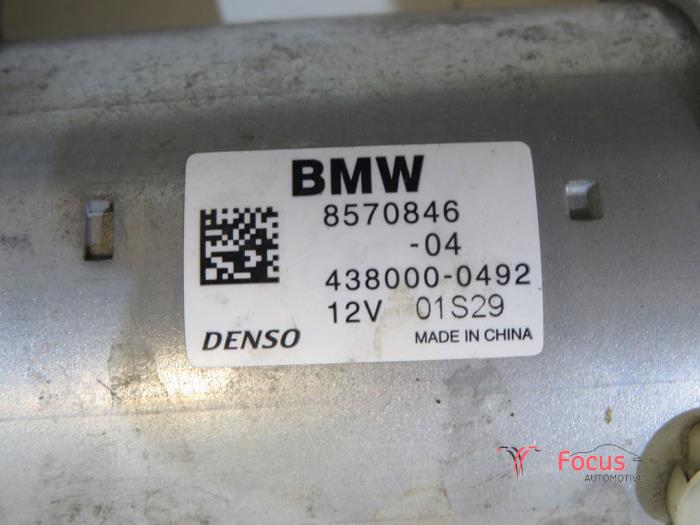 BMW
8570846
-04
438000-0492
12V 01S29
DENSO
MADE IN CHINA
Focus
AUTOMOTIVE